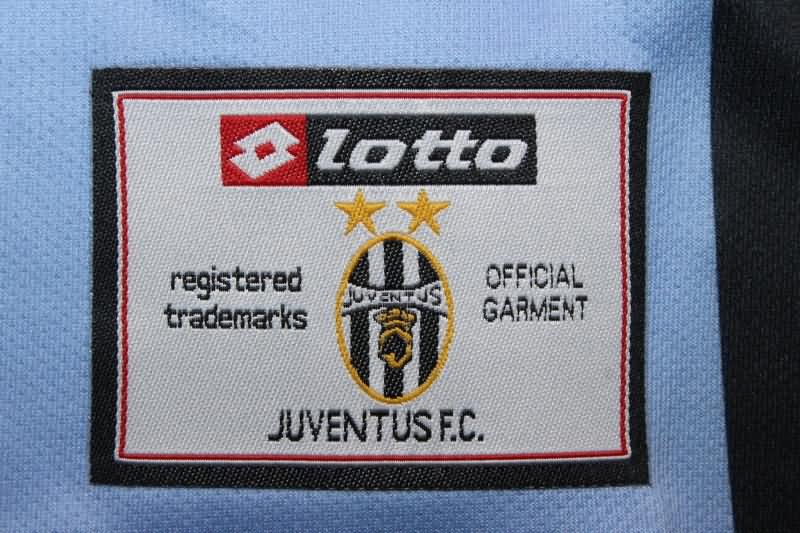 lotto
JUVENTUS
registered
trademarks
OFFICIAL
GARMENT
JUVENTUS F.C.